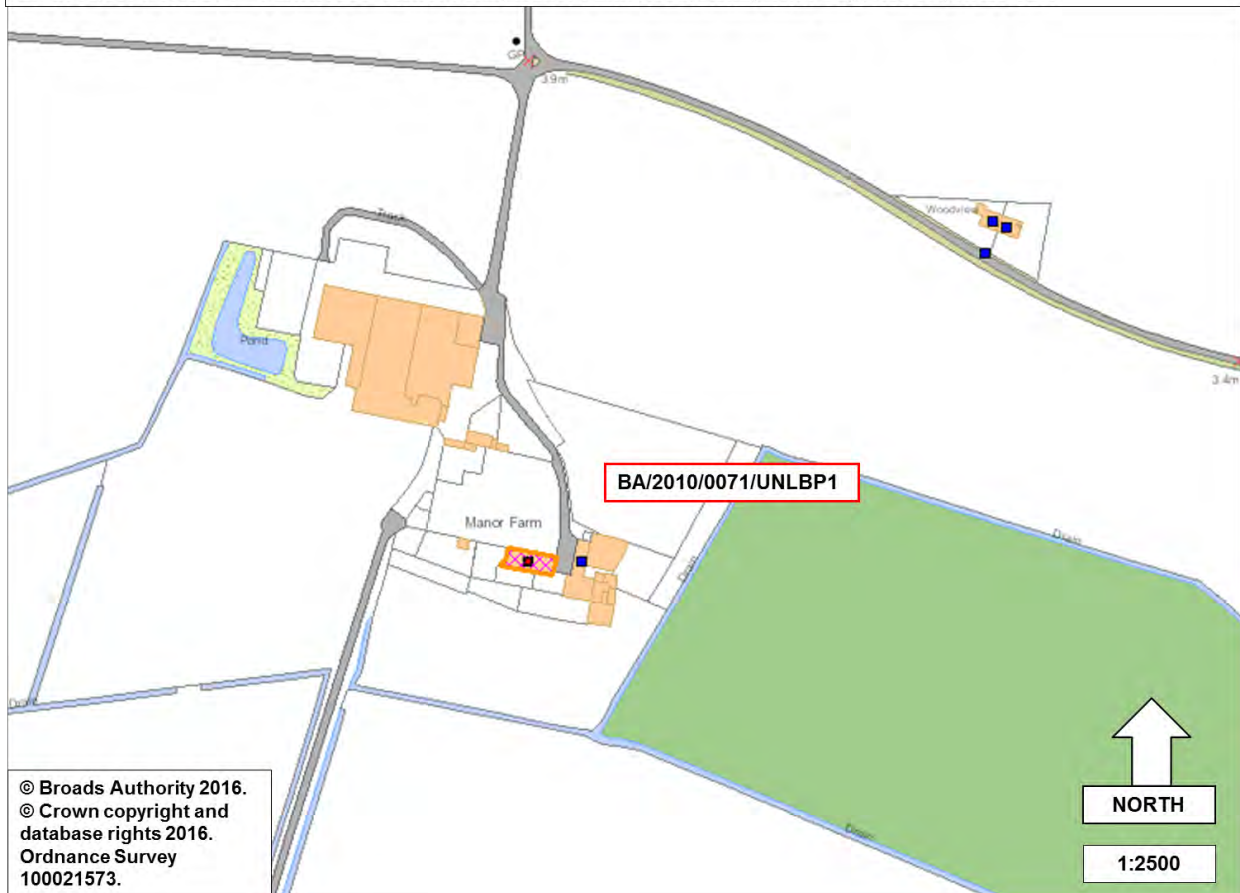 GP
3.9m
Track
Woodview
Pond
3.4m
BA/2010/0071/UNLBP1
Manor Farm
Drain
Drain
Drain
Drain
© Broads Authority 2016.
© Crown copyright and
database rights 2016.
Ordnance Survey
100021573.
NORTH
1:2500